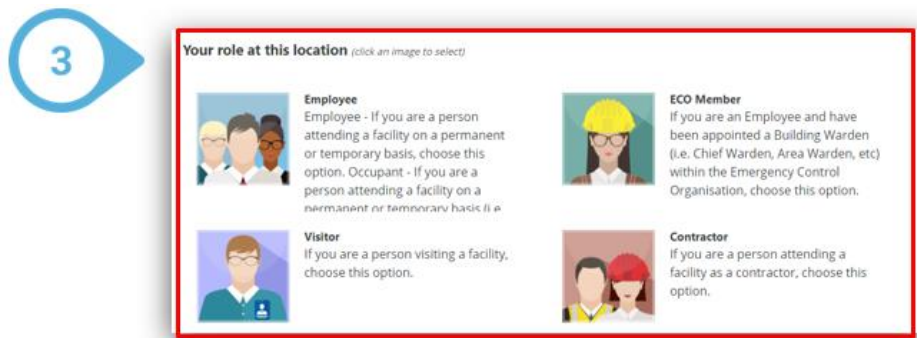 3
Your role at this location (click an image to select)
Employee
Employee - If you are a person
attending a facility on a permanent
or temporary basis, choose this
option. Occupant - If you are a
person attending a facility on a
permanent or temporary basis (i.e
ECO Member
If you are an Employee and have
been appointed a Building Warden
(i.e. Chief Warden, Area Warden, etc)
within the Emergency Control
Organisation, choose this option.
Visitor
If you are a person visiting a facility,
choose this option.
Contractor
If you are a person attending a
facility as a contractor, choose this
option.